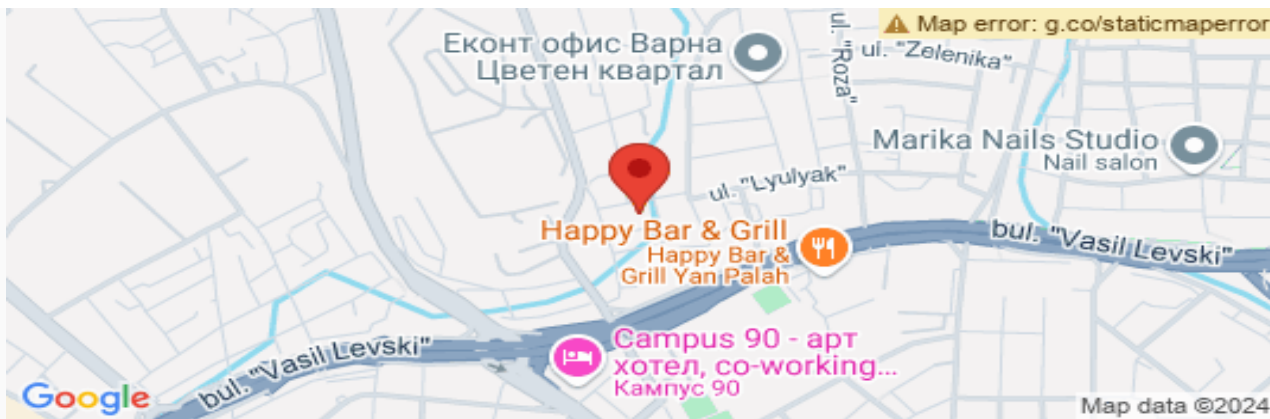 Map error: g.co/staticmaperror
Еконт офис Варна
Цветен квартал
ul. "Roza"
ul. "Zelenika"
Marika Nails Studio
Nail salon
ul. "Lyulyak"
Happy Bar & Grill
Happy Bar &
Grill Yan Palah
bul. "Vasil Levski"
Campus 90 - арт
хотел, co-working...
Кампус 90
bul. "Vasil Levski"
Google
Map data ©2024